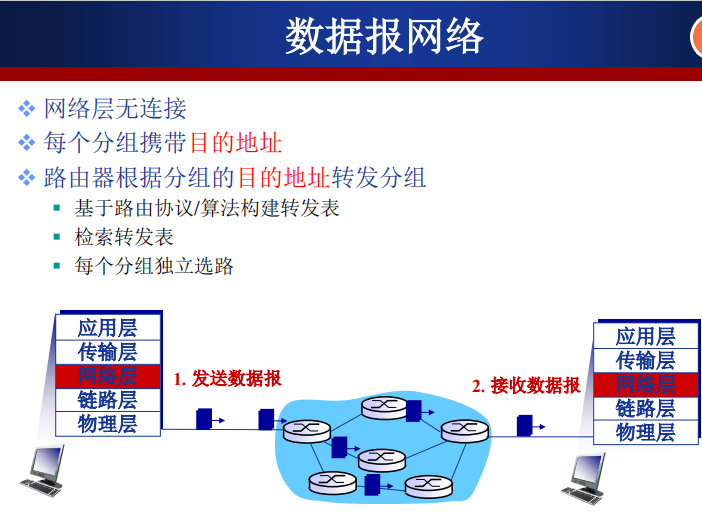 数据报网络
网络层无连接
每个分组携带目的地址
路由器根据分组的目的地址转发分组
基于路由协议/算法构建转发表
检索转发表
每个分组独立选路
应用层
传输层
网络层
链路层
物理层
1. 发送数据报
2. 接收数据报
应用层
传输层
网络层
链路层
物理层